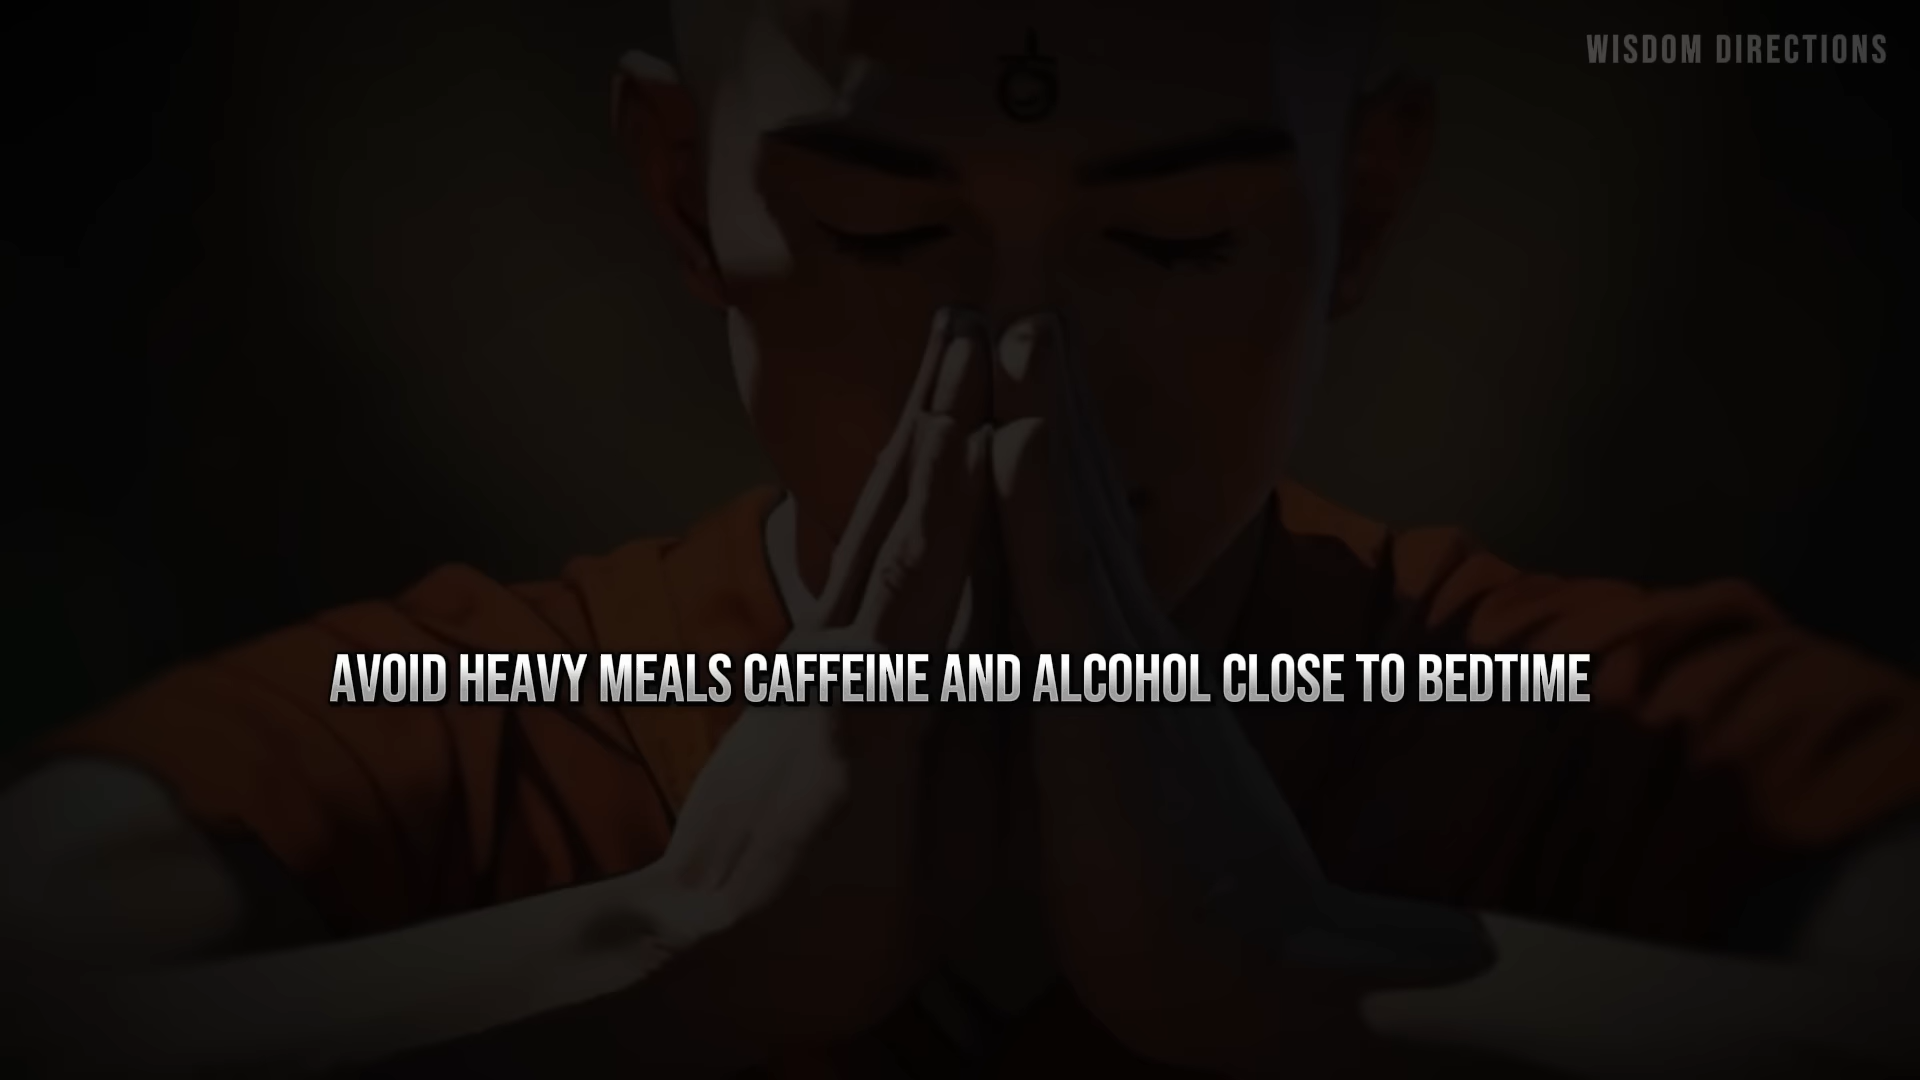 WISDOM DIRECTIONS
AVOID HEAVY MEALS CAFFEINE AND ALCOHOL CLOSE TO BEDTIME